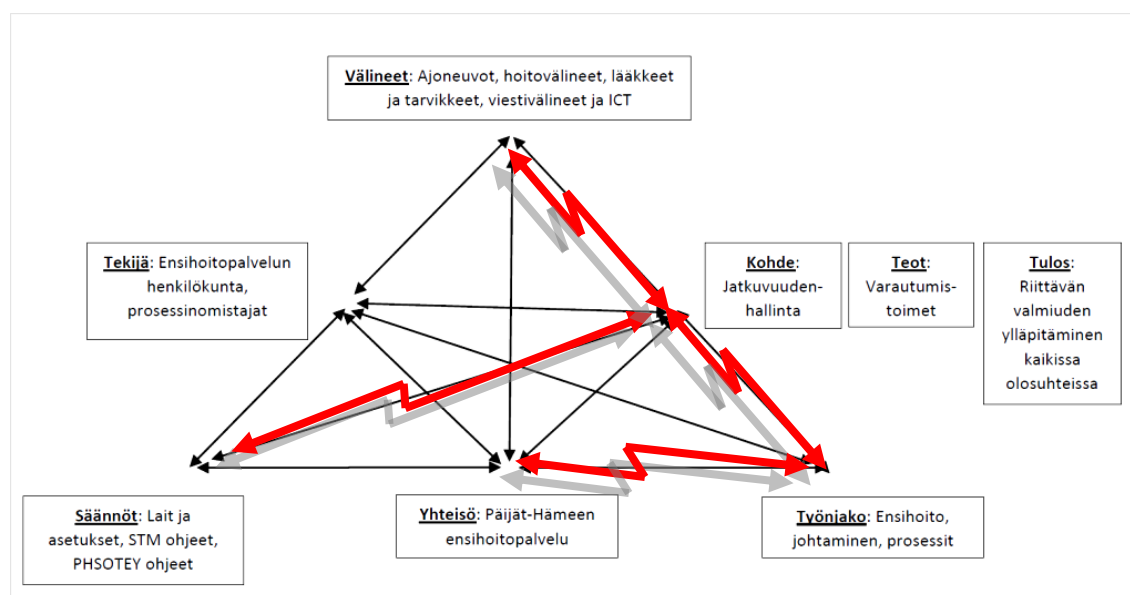 Välineet: Ajoneuvot, hoitovälineet, lääkkeet
ja tarvikkeet, viestivälineet ja ICT
Tekijä: Ensihoitopalvelun
henkilökunta,
prosessinomistajat
Kohde:
Jatkuvuuden-
hallinta
Teot:
Varautumis-
toimet
Tulos:
Riittävän
valmiuden
ylläpitäminen
kaikissa
olosuhteissa
Säännöt: Lait ja
asetukset, STM ohjeet,
PHSOTEY ohjeet
Yhteisö: Päijät-Hämeen
ensihoitopalvelu
Työnjako: Ensihoito,
johtaminen, prosessit